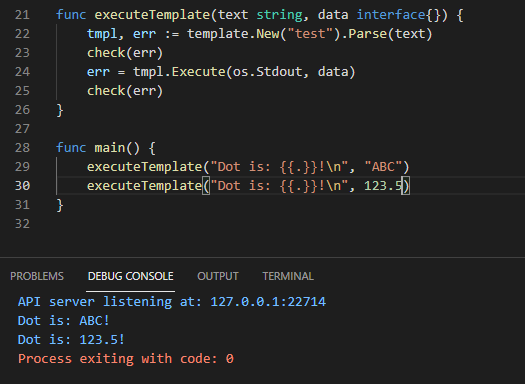 21 func executeTemplate(text string, data interface{}) {
22 tmpl, err := template.New("test").Parse(text)
23 check(err)
24 err = tmpl.Execute(os.Stdout, data)
25 check(err)
26 }
27
28 func main() {
29 executeTemplate("Dot is: {{.}}!\n", "ABC")
30 executeTemplate("Dot is: {{.}}!\n", 123.5)
31 }
32
PROBLEMS DEBUG CONSOLE OUTPUT TERMINAL
API server listening at: 127.0.0.1:22714
Dot is: ABC!
Dot is: 123.5!
Process exiting with code: 0